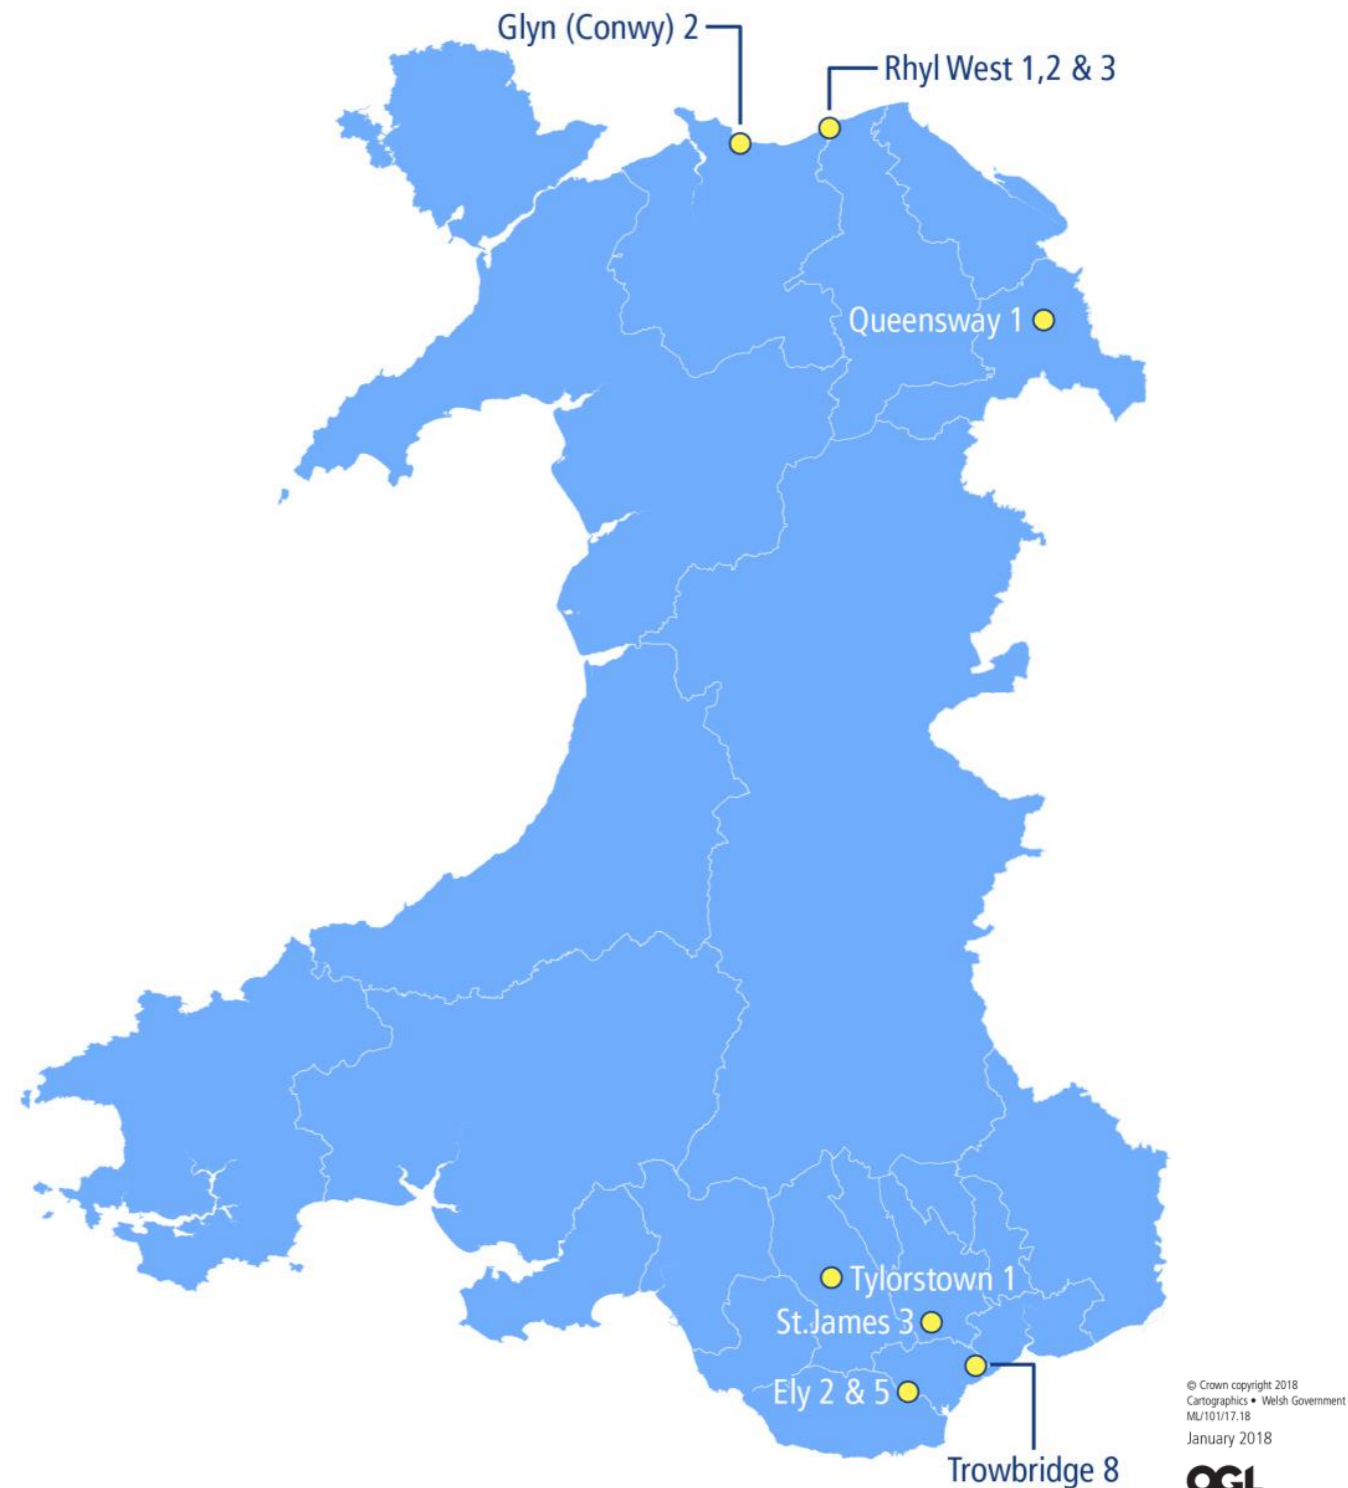 Glyn (Conwy) 2
Rhyl West 1,2 & 3
Queensway 1
Tylorstown 1
St.James 3
Ely 2 & 5
Trowbridge 8
© Crown copyright 2018
Cartographics • Welsh Government
ML/101/17.18
January 2018
OGL